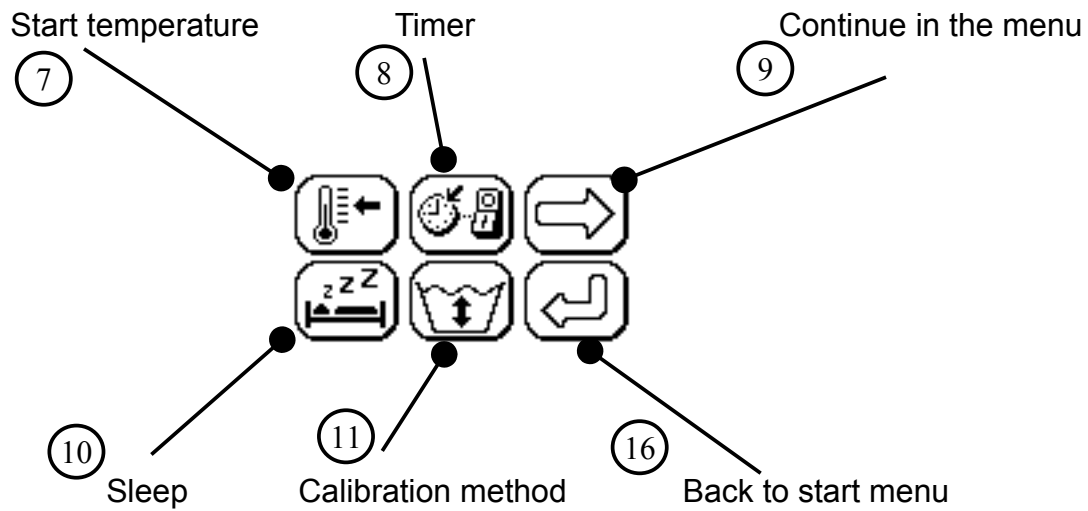 Start temperature
Timer
Continue in the menu
7
8
9
z z Z
10
11
16
Sleep
Calibration method
Back to start menu